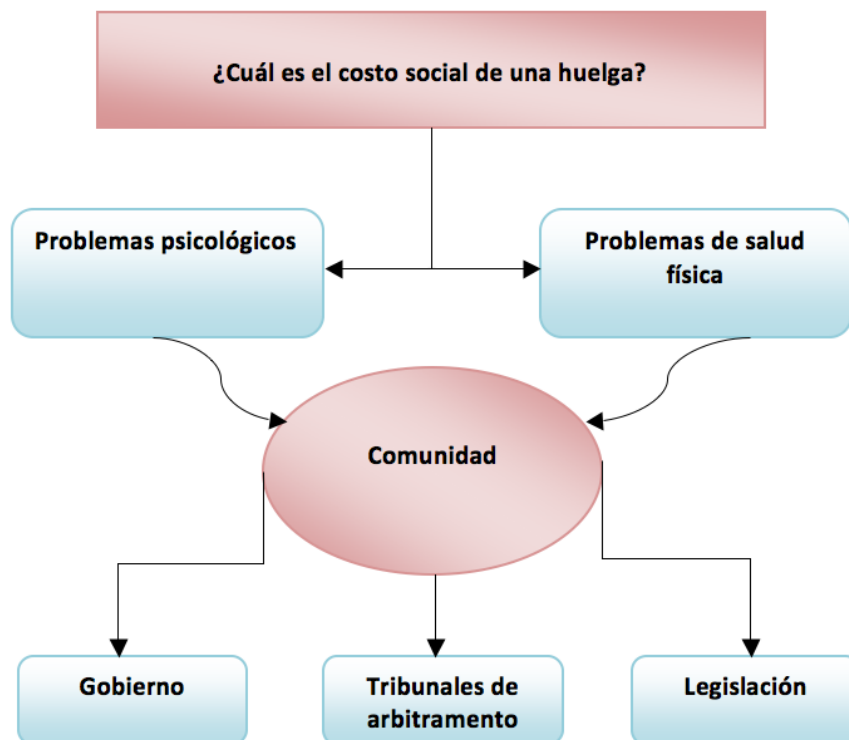 ¿Cuál es el costo social de una huelga?
Problemas psicológicos
Problemas de salud
física
Comunidad
Gobierno
Tribunales de
arbitramento
Legislación